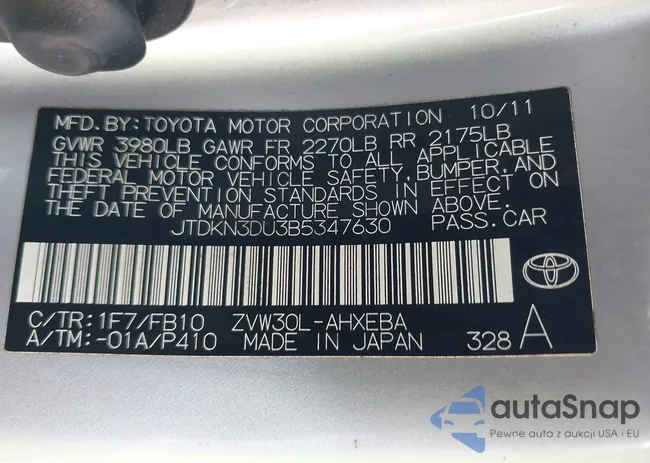 MFD.BY:TOYOTA MOTOR CORPORATION 10/11
GVWR 3980LB GAWR FR 2270LB RR 2175LB
THIS VEHICLE CONFORMS TO ALL APPLICABLE
FEDERAL MOTOR VEHICLE SAFETY, BUMPER, AND
THEFT PREVENTION STANDARDS IN EFFECT ON
THE DATE OF MANUFACTURE SHOWN ABOVE.
JTDKN3DU3B5347630 PASS.CAR
C/TR:1F7/FB10 ZVW30L-AHXEBA
A/TM:-01A/P410 MADE IN JAPAN 328 A
autaSnap
Pewne auta z aukcji USA i EU